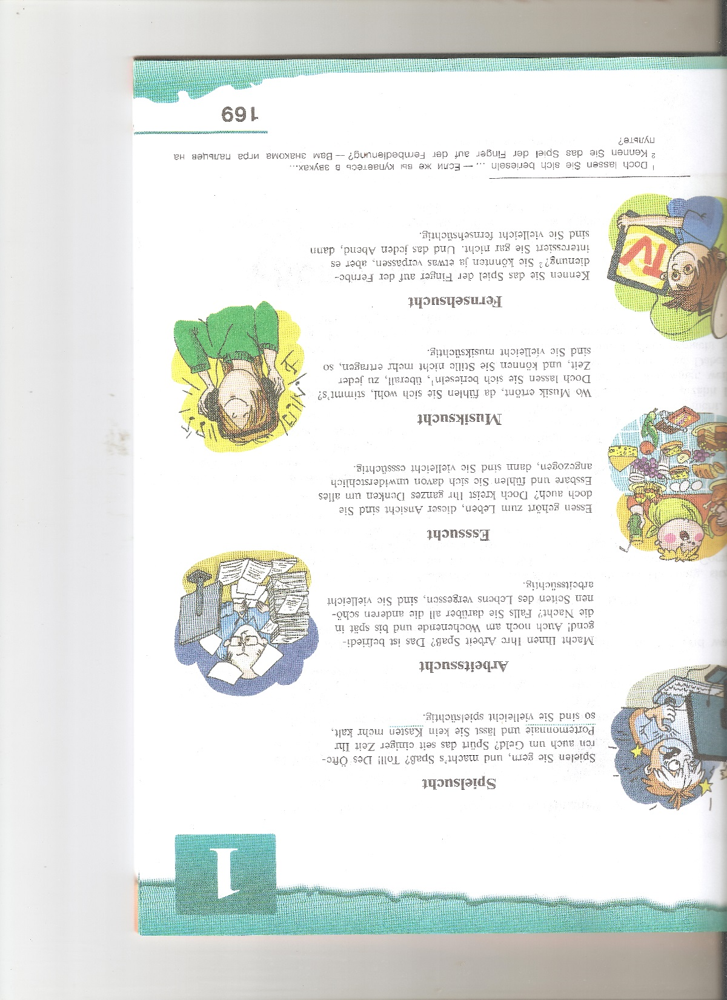 1
Spielsucht
Spielen Sie gern, und macht's Spaß? Toll! Des Öfte-
ren auch um Geld? Spürt das seit einiger Zeit Ihr
Portemonnaie und lässt Sie kein Kasten mehr kalt,
so sind Sie vielleicht spielsüchtig.
Arbeitssucht
Macht Ihnen Ihre Arbeit Spaß? Das ist befriedi-
gend! Auch noch am Wochenende und bis spät in
die Nacht? Falls Sie darüber all die anderen schö-
nen Seiten des Lebens vergessen, sind Sie vielleicht
arbeitssüchtig.
Esssucht
Essen gehört zum Leben, dieser Ansicht sind Sie
doch auch? Doch kreist Ihr ganzes Denken um alles
Essbare und fühlen Sie sich davon unwiderstehlich
angezogen, dann sind Sie vielleicht esssüchtig.
Musiksucht
Wo Musik ertönt, da fühlen Sie sich wohl, stimmt's?
Doch lassen Sie sich berieseln¹, überall, zu jeder
Zeit, und können Sie Stille nicht mehr ertragen, so
sind Sie vielleicht musiksüchtig.
Fernsehsucht
Kennen Sie das Spiel der Finger auf der Fernbe-
dienung?² Sie könnten ja etwas verpassen, aber es
interessiert Sie gar nicht. Und das jeden Abend, dann
sind Sie vielleicht fernsehsüchtig.
TV
¹ Doch lassen Sie sich berieseln ... — Если же вы купаетесь в звуках...
² Kennen Sie das Spiel der Finger auf der Fernbedienung? — Вам знакома игра пальцев на
пульте?
169